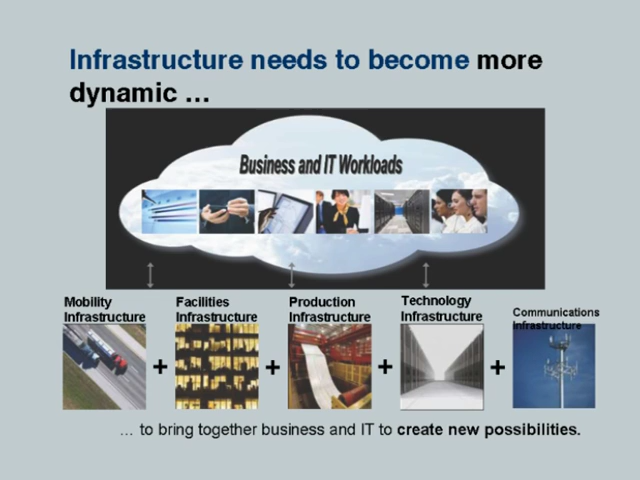 Infrastructure needs to become more
dynamic ...
Business and IT Workloads
Mobility
Infrastructure
Facilities
Infrastructure
Production
Infrastructure
Technology
Infrastructure
Communications
Infrastructure
+ + + +
... to bring together business and IT to create new possibilities.